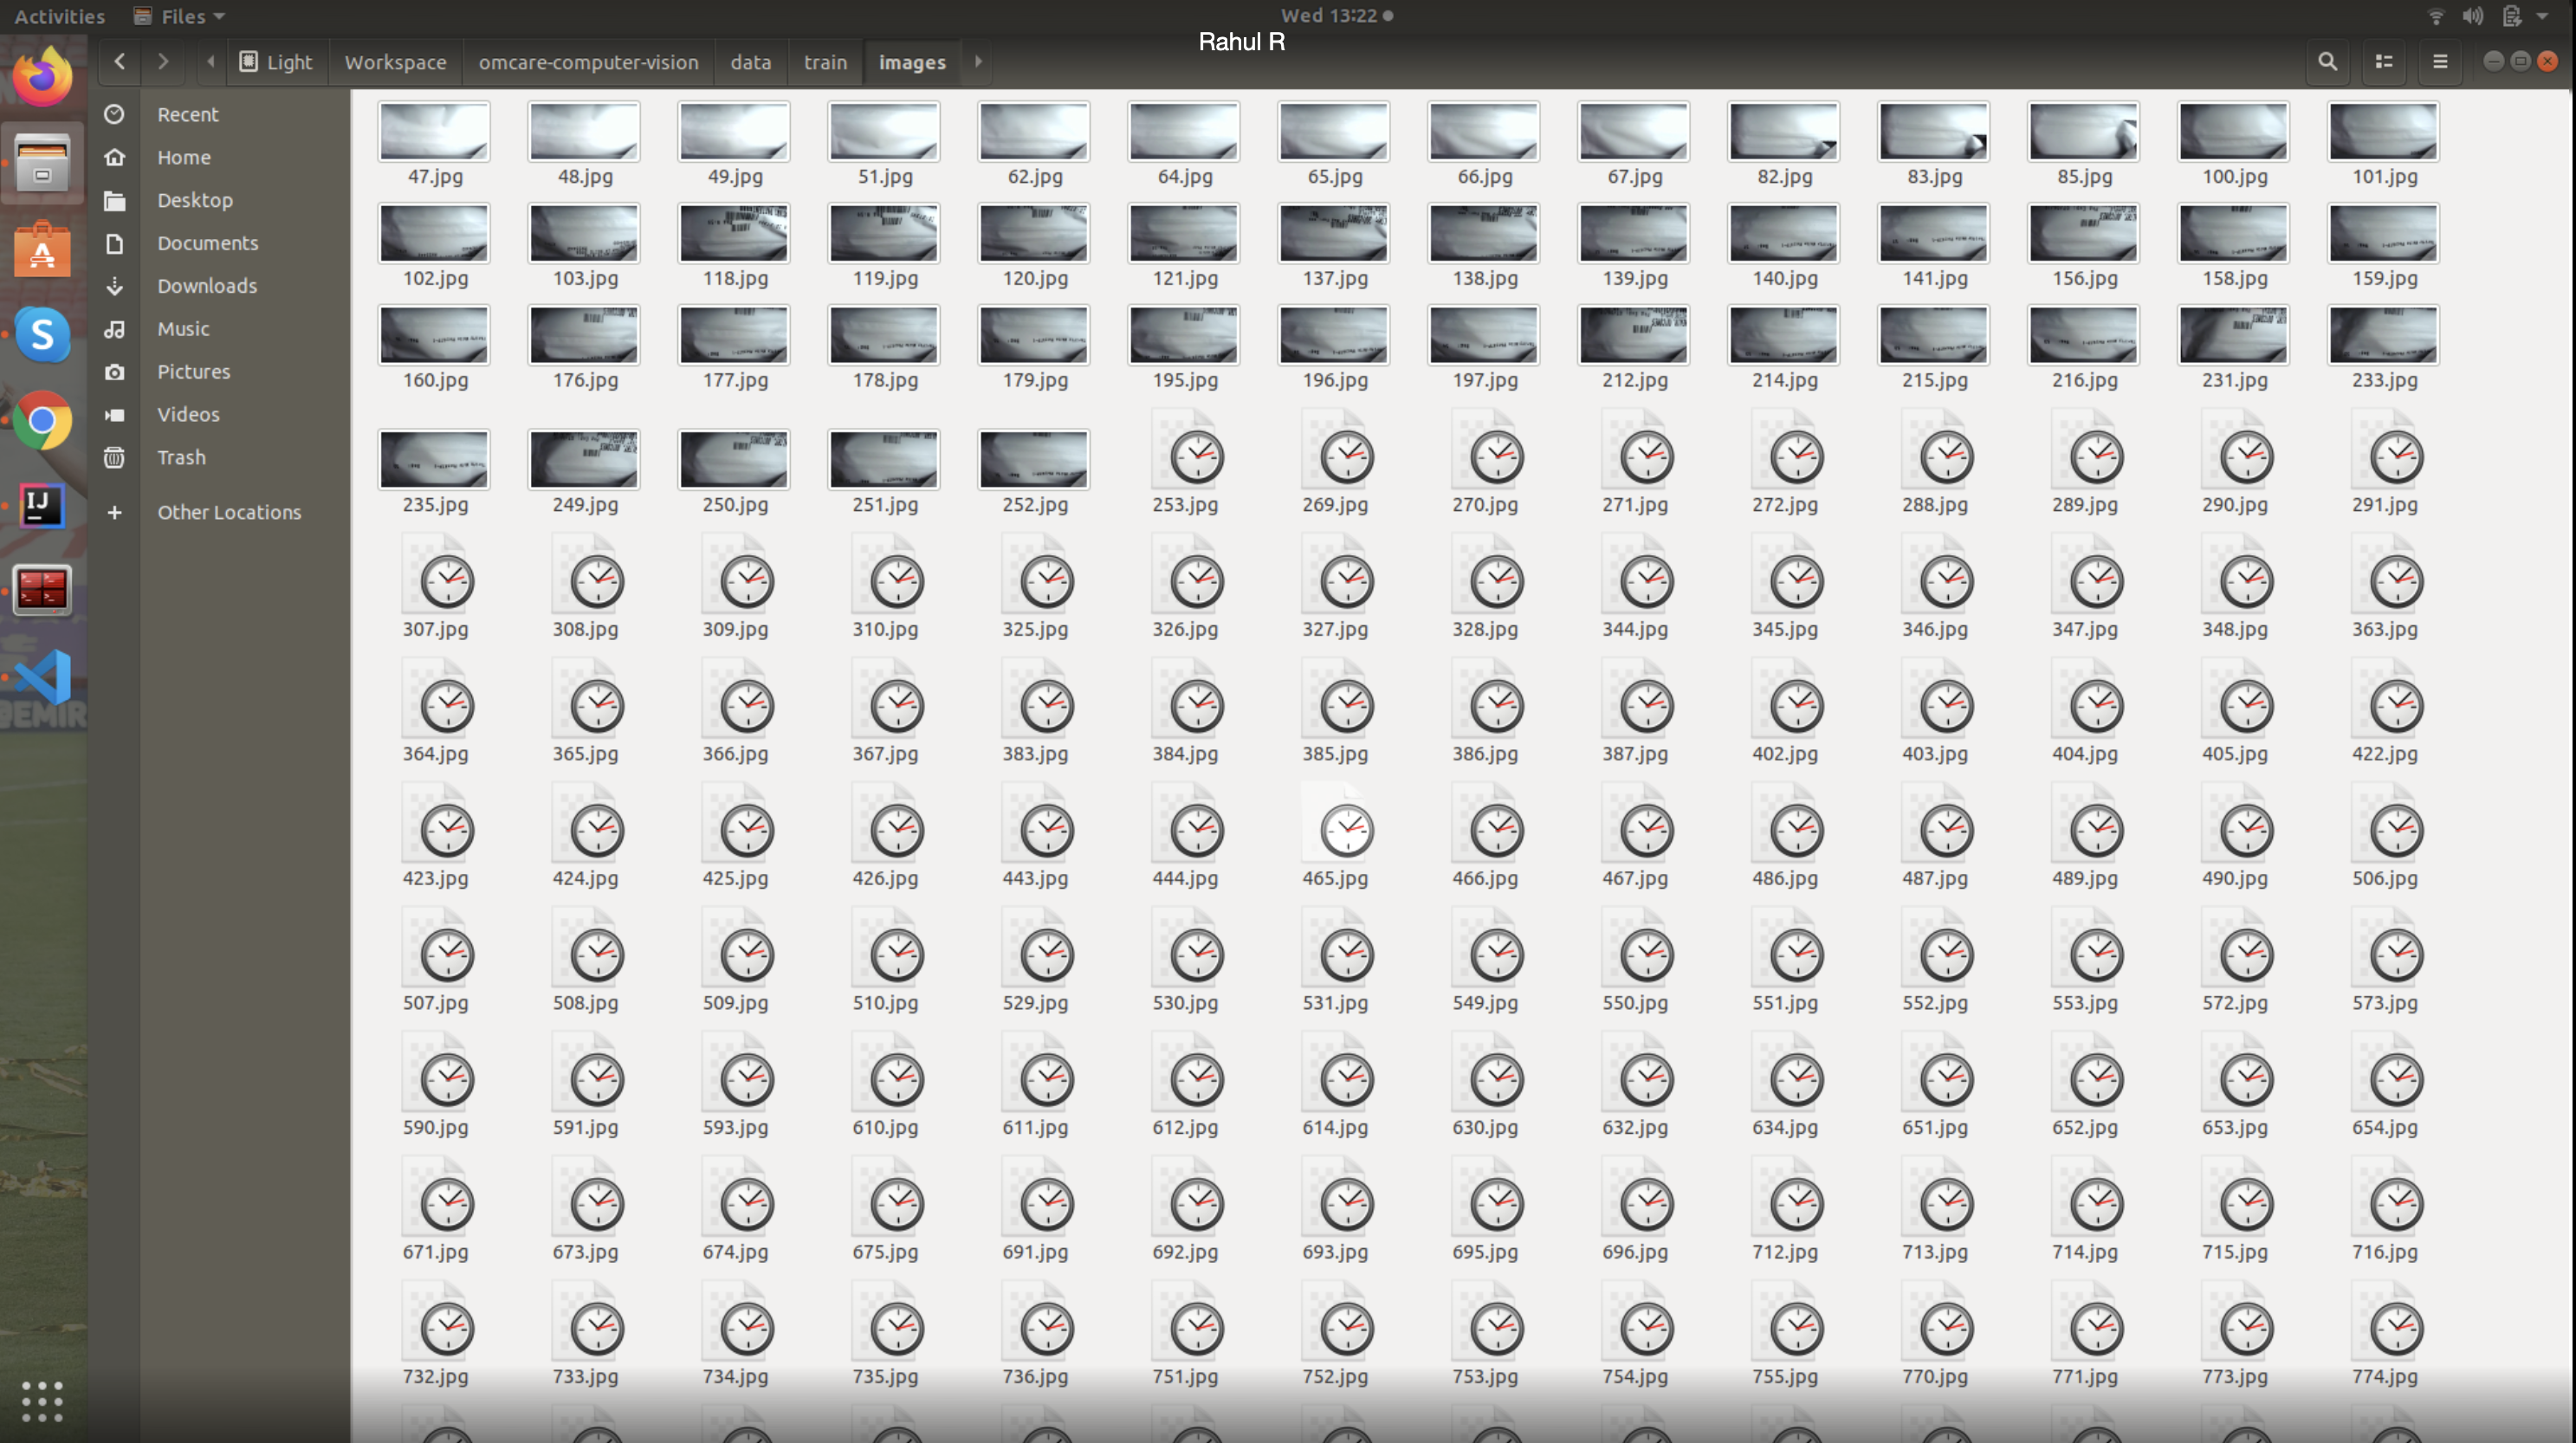 Activities Files Wed 13:22
Rahul R
Light Workspace omcare-computer-vision data train images
Recent
Home
Desktop
Documents
Downloads
Music
Pictures
Videos
Trash
Other Locations
47.jpg 48.jpg 49.jpg 51.jpg 62.jpg 64.jpg 65.jpg 66.jpg 67.jpg 82.jpg 83.jpg 85.jpg 100.jpg 101.jpg
102.jpg 103.jpg 118.jpg 119.jpg 120.jpg 121.jpg 137.jpg 138.jpg 139.jpg 140.jpg 141.jpg 156.jpg 158.jpg 159.jpg
160.jpg 176.jpg 177.jpg 178.jpg 179.jpg 195.jpg 196.jpg 197.jpg 212.jpg 214.jpg 215.jpg 216.jpg 231.jpg 233.jpg
235.jpg 249.jpg 250.jpg 251.jpg 252.jpg 253.jpg 269.jpg 270.jpg 271.jpg 272.jpg 288.jpg 289.jpg 290.jpg 291.jpg
307.jpg 308.jpg 309.jpg 310.jpg 325.jpg 326.jpg 327.jpg 328.jpg 344.jpg 345.jpg 346.jpg 347.jpg 348.jpg 363.jpg
364.jpg 365.jpg 366.jpg 367.jpg 383.jpg 384.jpg 385.jpg 386.jpg 387.jpg 402.jpg 403.jpg 404.jpg 405.jpg 422.jpg
423.jpg 424.jpg 425.jpg 426.jpg 443.jpg 444.jpg 465.jpg 466.jpg 467.jpg 486.jpg 487.jpg 489.jpg 490.jpg 506.jpg
507.jpg 508.jpg 509.jpg 510.jpg 529.jpg 530.jpg 531.jpg 549.jpg 550.jpg 551.jpg 552.jpg 553.jpg 572.jpg 573.jpg
590.jpg 591.jpg 593.jpg 610.jpg 611.jpg 612.jpg 614.jpg 630.jpg 632.jpg 634.jpg 651.jpg 652.jpg 653.jpg 654.jpg
671.jpg 673.jpg 674.jpg 675.jpg 691.jpg 692.jpg 693.jpg 695.jpg 696.jpg 712.jpg 713.jpg 714.jpg 715.jpg 716.jpg
732.jpg 733.jpg 734.jpg 735.jpg 736.jpg 751.jpg 752.jpg 753.jpg 754.jpg 755.jpg 770.jpg 771.jpg 773.jpg 774.jpg